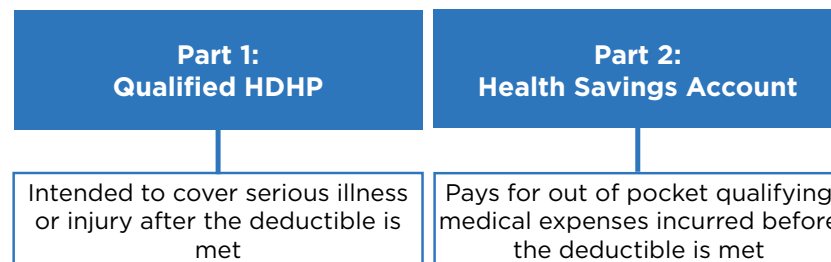 Part 1:
Qualified HDHP
Intended to cover serious illness
or injury after the deductible is
met
Part 2:
Health Savings Account
Pays for out of pocket qualifying
medical expenses incurred before
the deductible is met